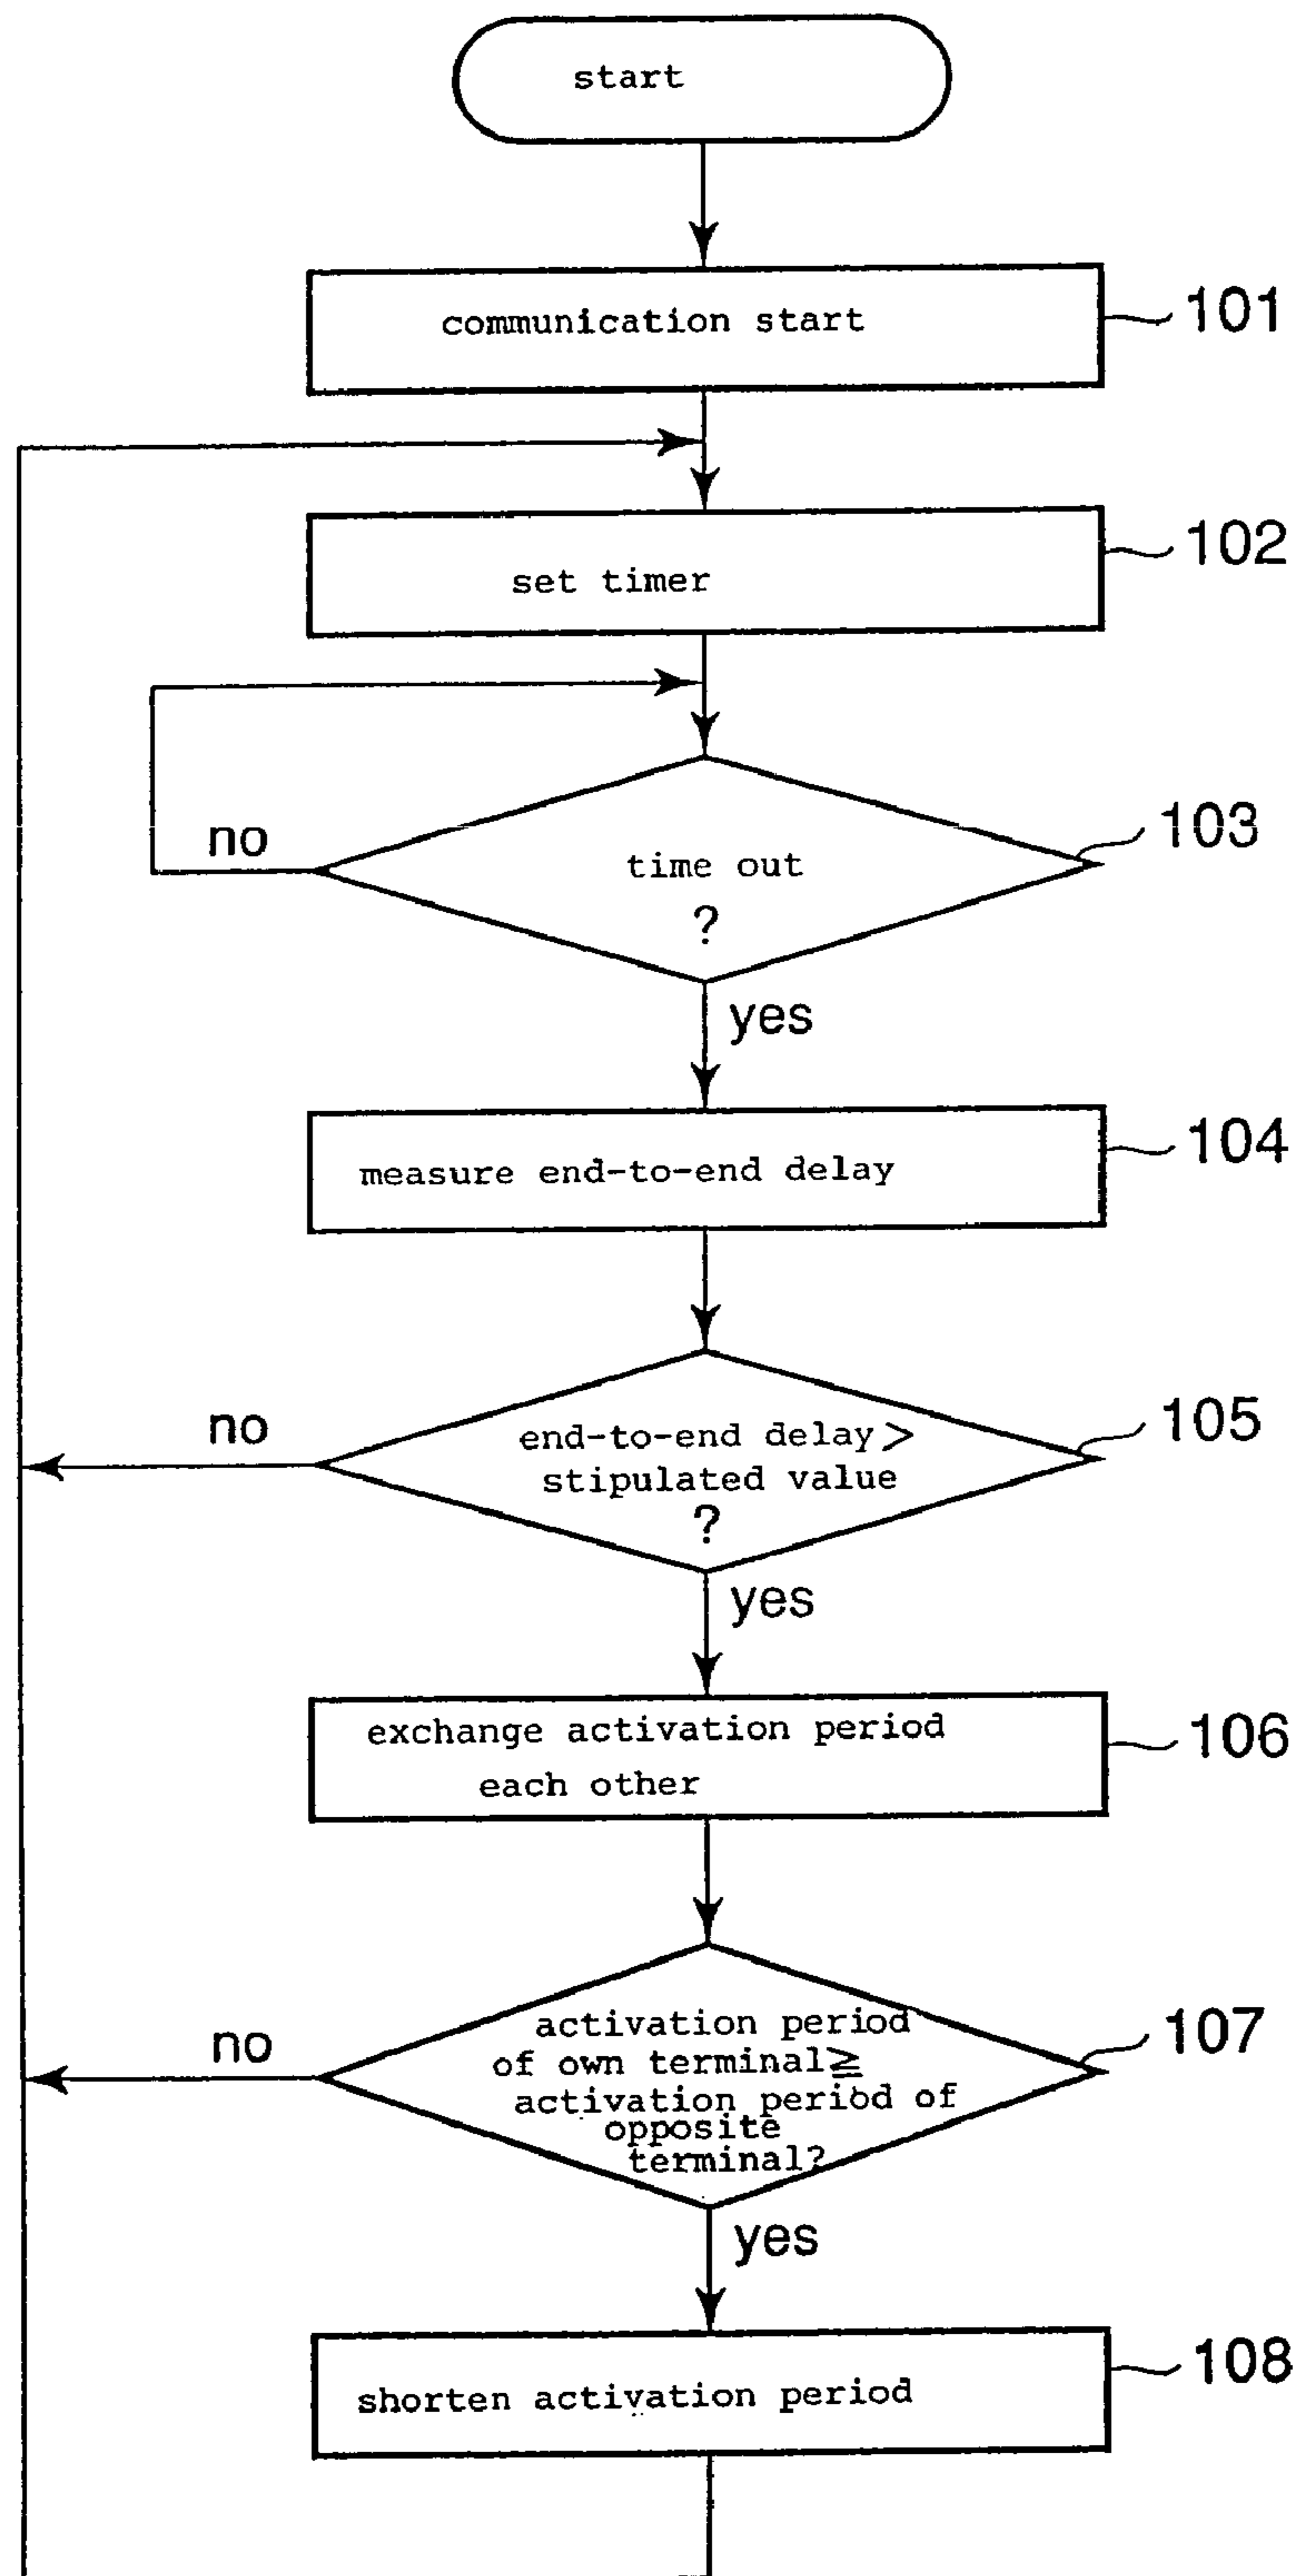 start
communication start
101
set timer
102
time out
?
103
no
yes
measure end-to-end delay
104
end-to-end delay >
stipulated value
?
105
no
yes
exchange activation period
each other
106
activation period
of own terminal≧
activation period of
opposite
terminal?
107
no
yes
shorten activation period
108